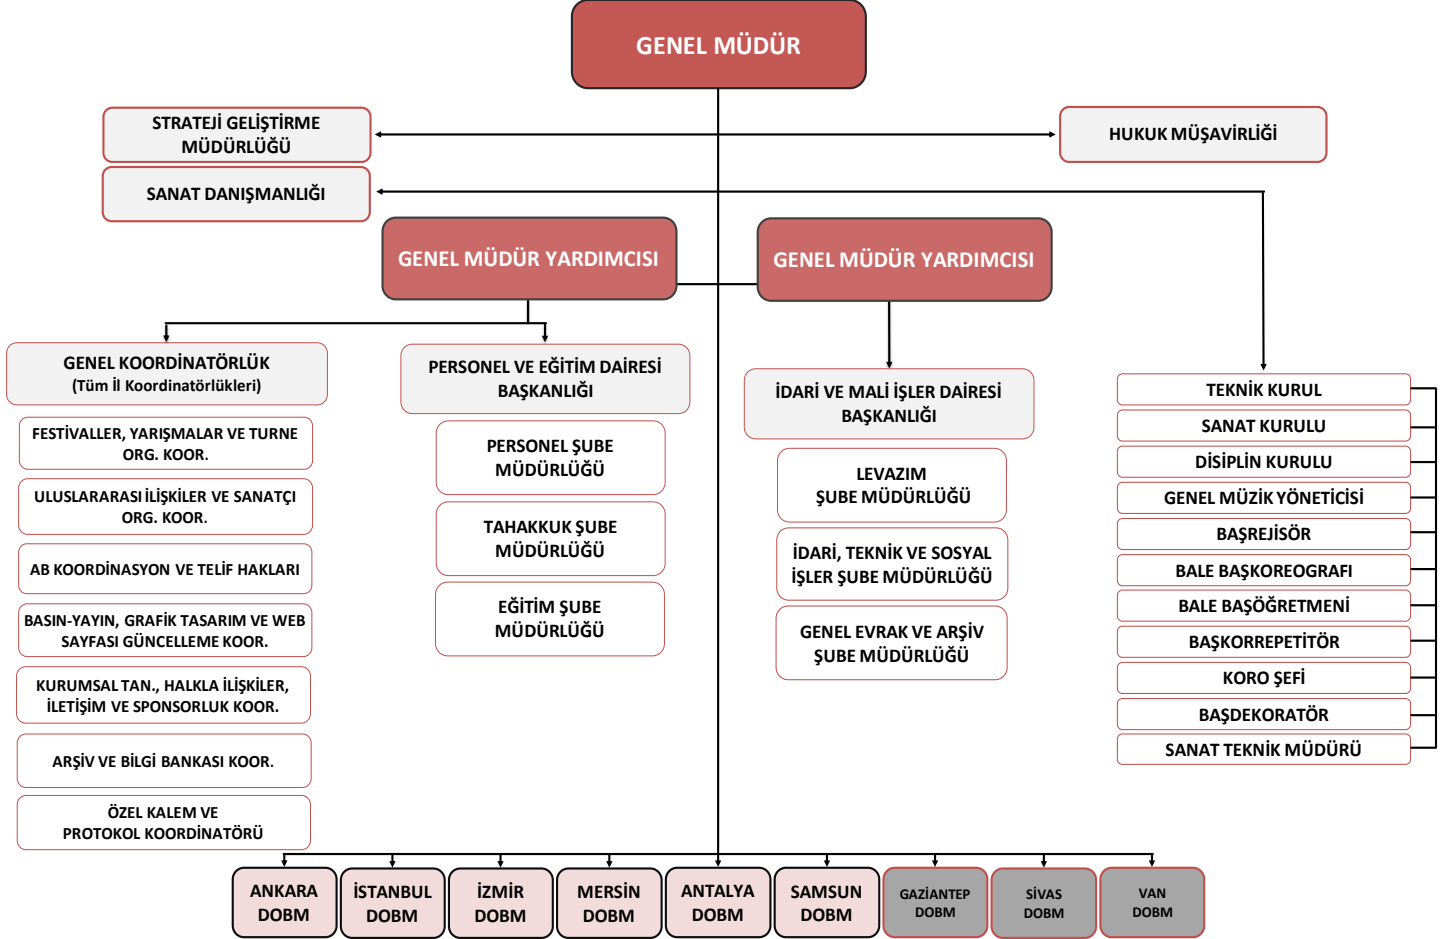 GENEL MÜDÜR
STRATEJİ GELİŞTİRME
MÜDÜRLÜĞÜ
HUKUK MÜŞAVİRLİĞİ
SANAT DANIŞMANLIĞI
GENEL MÜDÜR YARDIMCISI
GENEL MÜDÜR YARDIMCISI
GENEL KOORDİNATÖRLÜK
(Tüm İl Koordinatörlükleri)
FESTİVALLER, YARIŞMALAR VE TURNE
ORG. KOOR.
ULUSLARARASI İLİŞKİLER VE SANATÇI
ORG. KOOR.
AB KOORDİNASYON VE TELİF HAKLARI
BASIN-YAYIN, GRAFİK TASARIM VE WEB
SAYFASI GÜNCELLEME KOOR.
KURUMSAL TAN., HALKLA İLİŞKİLER,
İLETİŞİM VE SPONSORLUK KOOR.
ARŞİV VE BİLGİ BANKASI KOOR.
ÖZEL KALEM VE
PROTOKOL KOORDİNATÖRÜ
PERSONEL VE EĞİTİM DAİRESİ
BAŞKANLIĞI
PERSONEL ŞUBE
MÜDÜRLÜĞÜ
TAHAKKUK ŞUBE
MÜDÜRLÜĞÜ
EĞİTİM ŞUBE
MÜDÜRLÜĞÜ
İDARİ VE MALİ İŞLER DAİRESİ
BAŞKANLIĞI
LEVAZIM
ŞUBE MÜDÜRLÜĞÜ
İDARİ, TEKNİK VE SOSYAL
İŞLER ŞUBE MÜDÜRLÜĞÜ
GENEL EVRAK VE ARŞİV
ŞUBE MÜDÜRLÜĞÜ
TEKNİK KURUL
SANAT KURULU
DİSİPLİN KURULU
GENEL MÜZİK YÖNETİCİSİ
BAŞREJİSÖR
BALE BAŞKOREOGRAFI
BALE BAŞÖĞRETMENİ
BAŞKORREPETİTÖR
KORO ŞEFİ
BAŞDEKORATÖR
SANAT TEKNİK MÜDÜRÜ
ANKARA
DOBM
İSTANBUL
DOBM
İZMİR
DOBM
MERSİN
DOBM
ANTALYA
DOBM
SAMSUN
DOBM
GAZİANTEP
DOBM
SİVAS
DOBM
VAN
DOBM